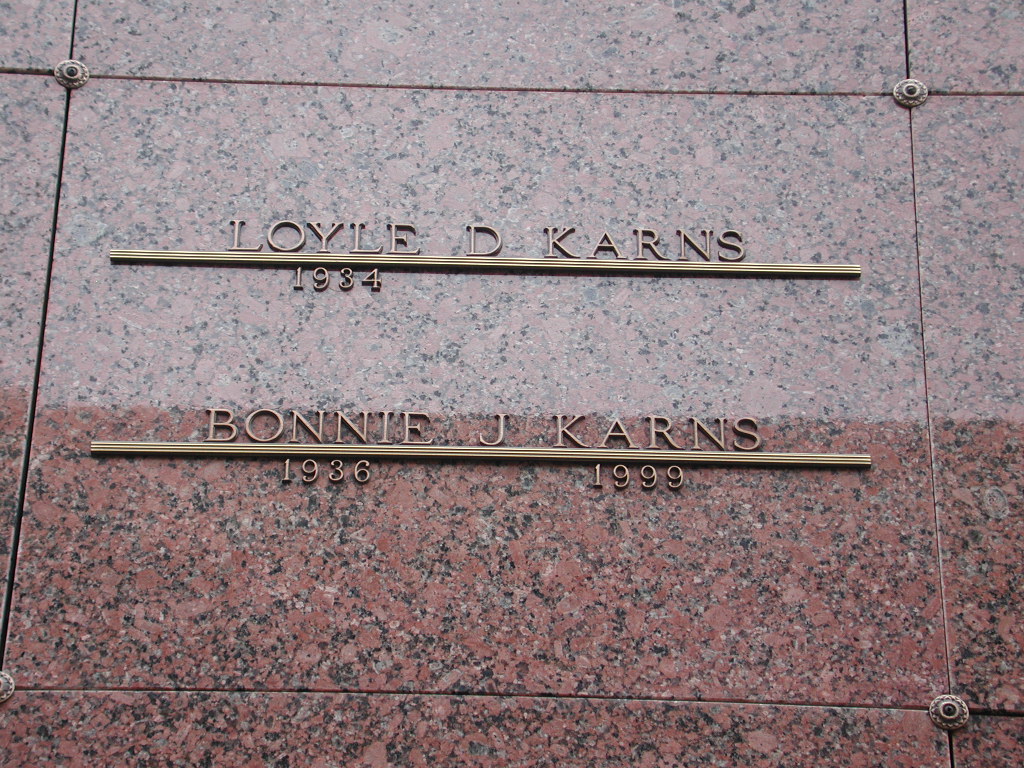 LOYLE D KARNS
1934
BONNIE J KARNS
1936 1999